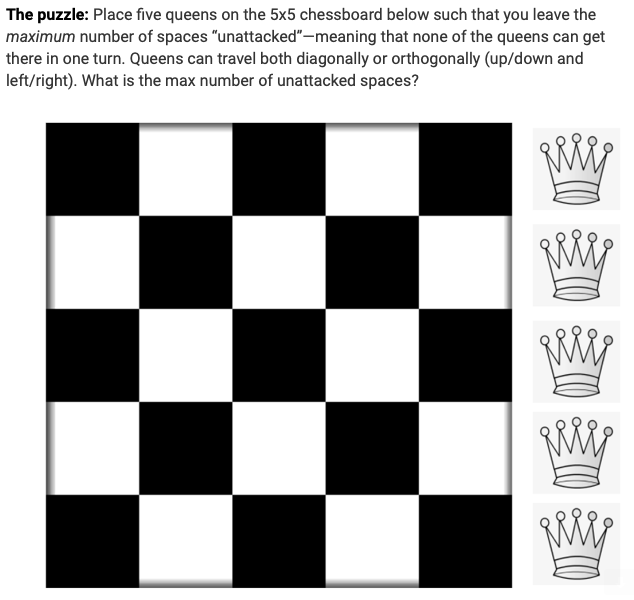 The puzzle: Place five queens on the 5x5 chessboard below such that you leave the
maximum number of spaces “unattacked”—meaning that none of the queens can get
there in one turn. Queens can travel both diagonally or orthogonally (up/down and
left/right). What is the max number of unattacked spaces?